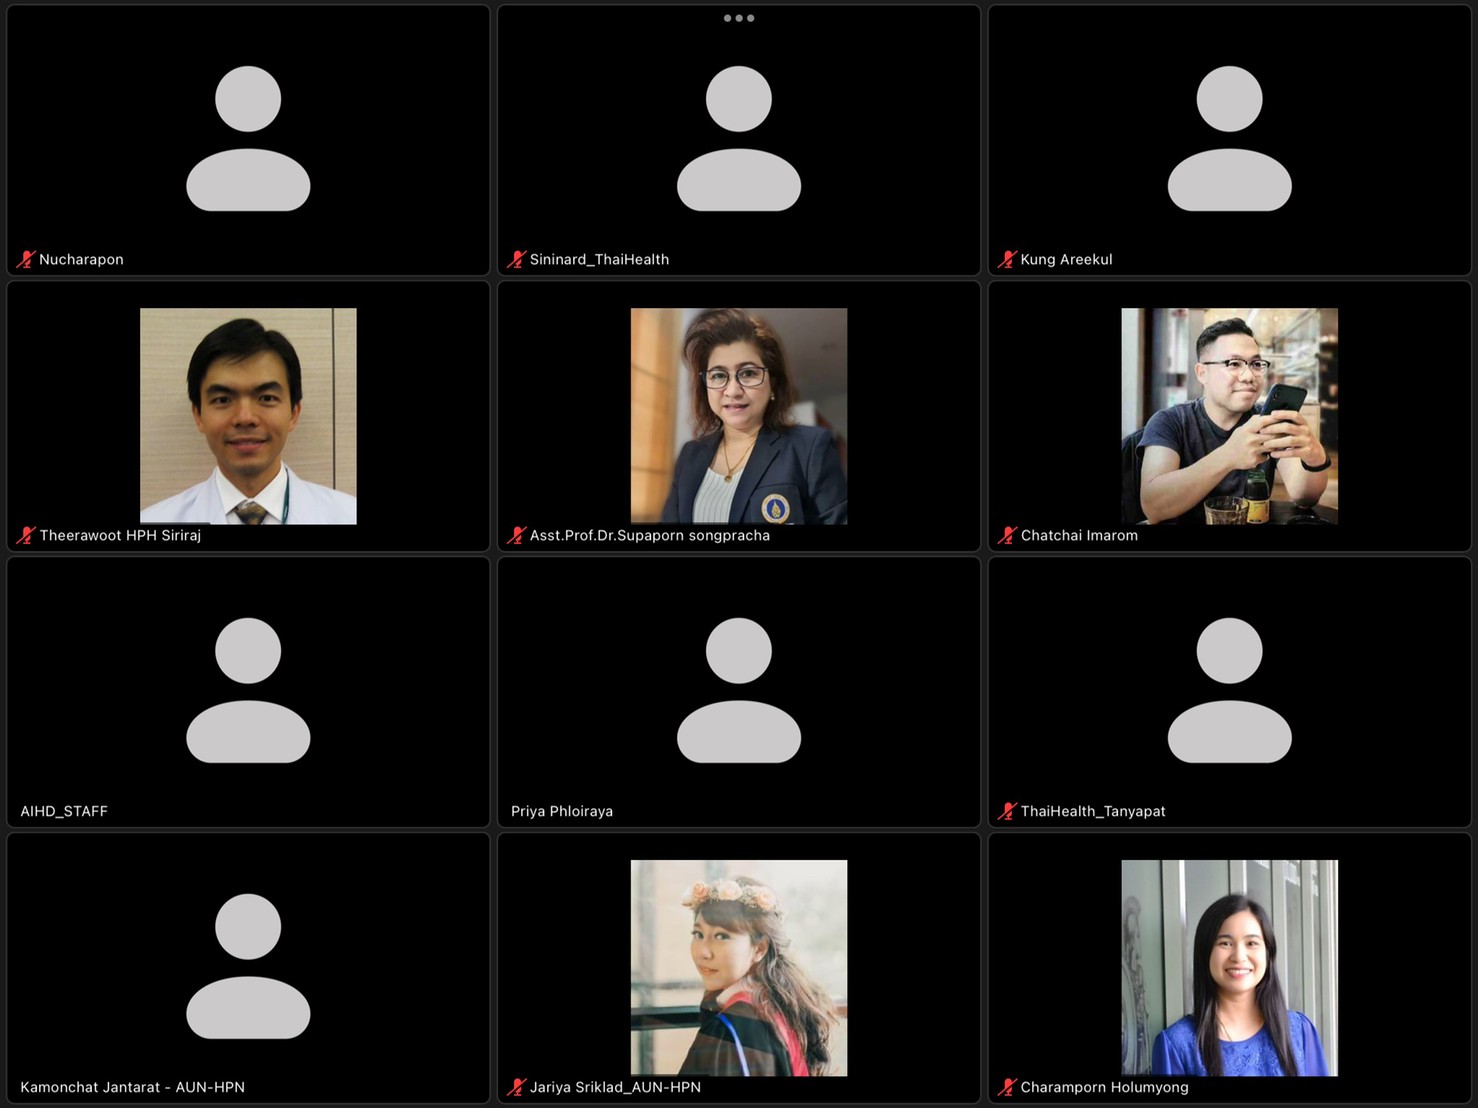 Nucharapon
Sininard_ThaiHealth
Kung Areekul
Theerawoot HPH Siriraj
Asst.Prof.Dr.Supaporn songpracha
Chatchai Imarom
AIHD_STAFF
Priya Phloiraya
ThaiHealth_Tanyapat
Kamonchat Jantarat - AUN-HPN
Jariya Sriklad_AUN-HPN
Charamporn Holumyong